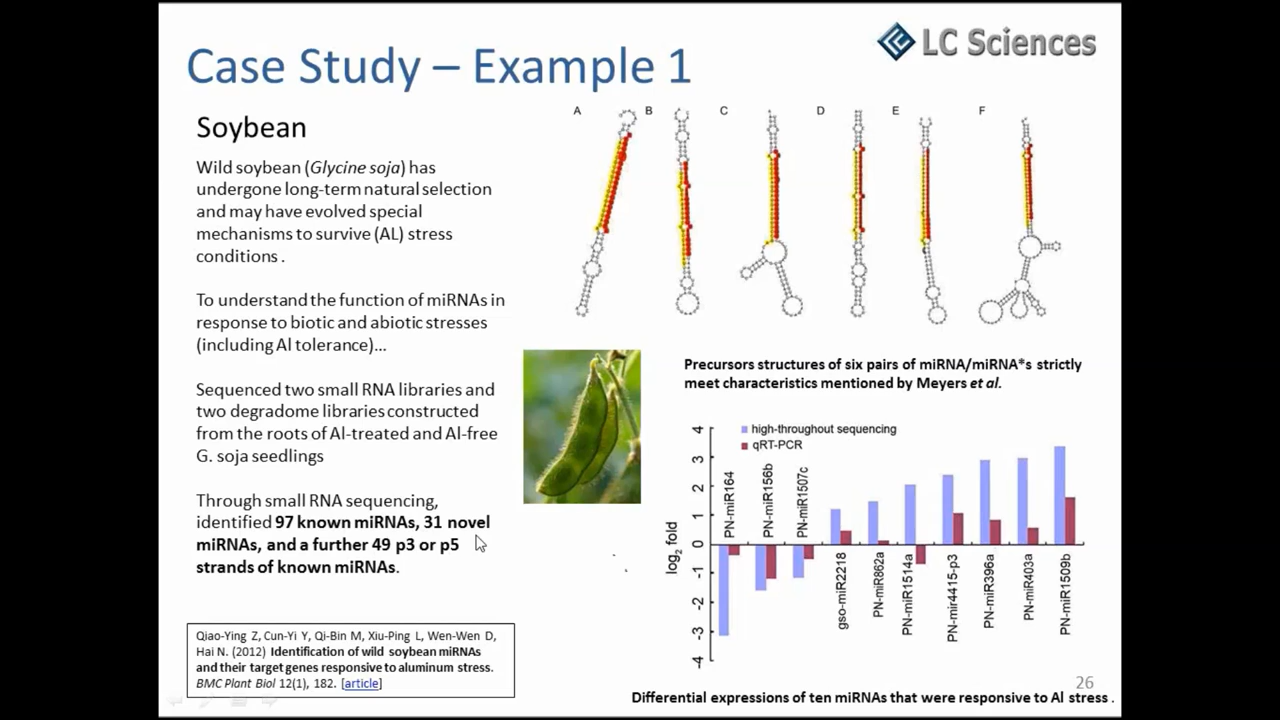 Case Study – Example 1
LC Sciences
Soybean
Wild soybean (Glycine soja) has
undergone long-term natural selection
and may have evolved special
mechanisms to survive (AL) stress
conditions .
To understand the function of miRNAs in
response to biotic and abiotic stresses
(including Al tolerance)...
Sequenced two small RNA libraries and
two degradome libraries constructed
from the roots of Al-treated and Al-free
G. soja seedlings
Through small RNA sequencing,
identified 97 known miRNAs, 31 novel
miRNAs, and a further 49 p3 or p5
strands of known miRNAs.
Qiao-Ying Z, Cun-Yi Y, Qi-Bin M, Xiu-Ping L, Wen-Wen D,
Hai N. (2012) Identification of wild soybean miRNAs
and their target genes responsive to aluminum stress.
BMC Plant Biol 12(1), 182. [article]
A B C D E F
Precursors structures of six pairs of miRNA/miRNA*s strictly
meet characteristics mentioned by Meyers et al.
high-throughout sequencing
qRT-PCR
log2 fold
4
3
2
1
0
-1
-2
-3
-4
PN-miR164
PN-miR156b
PN-miR1507c
gso-miR2218
PN-miR862a
PN-miR1514a
PN-mir4415-p3
PN-miR396a
PN-miR403a
PN-miR1509b
26
Differential expressions of ten miRNAs that were responsive to Al stress .